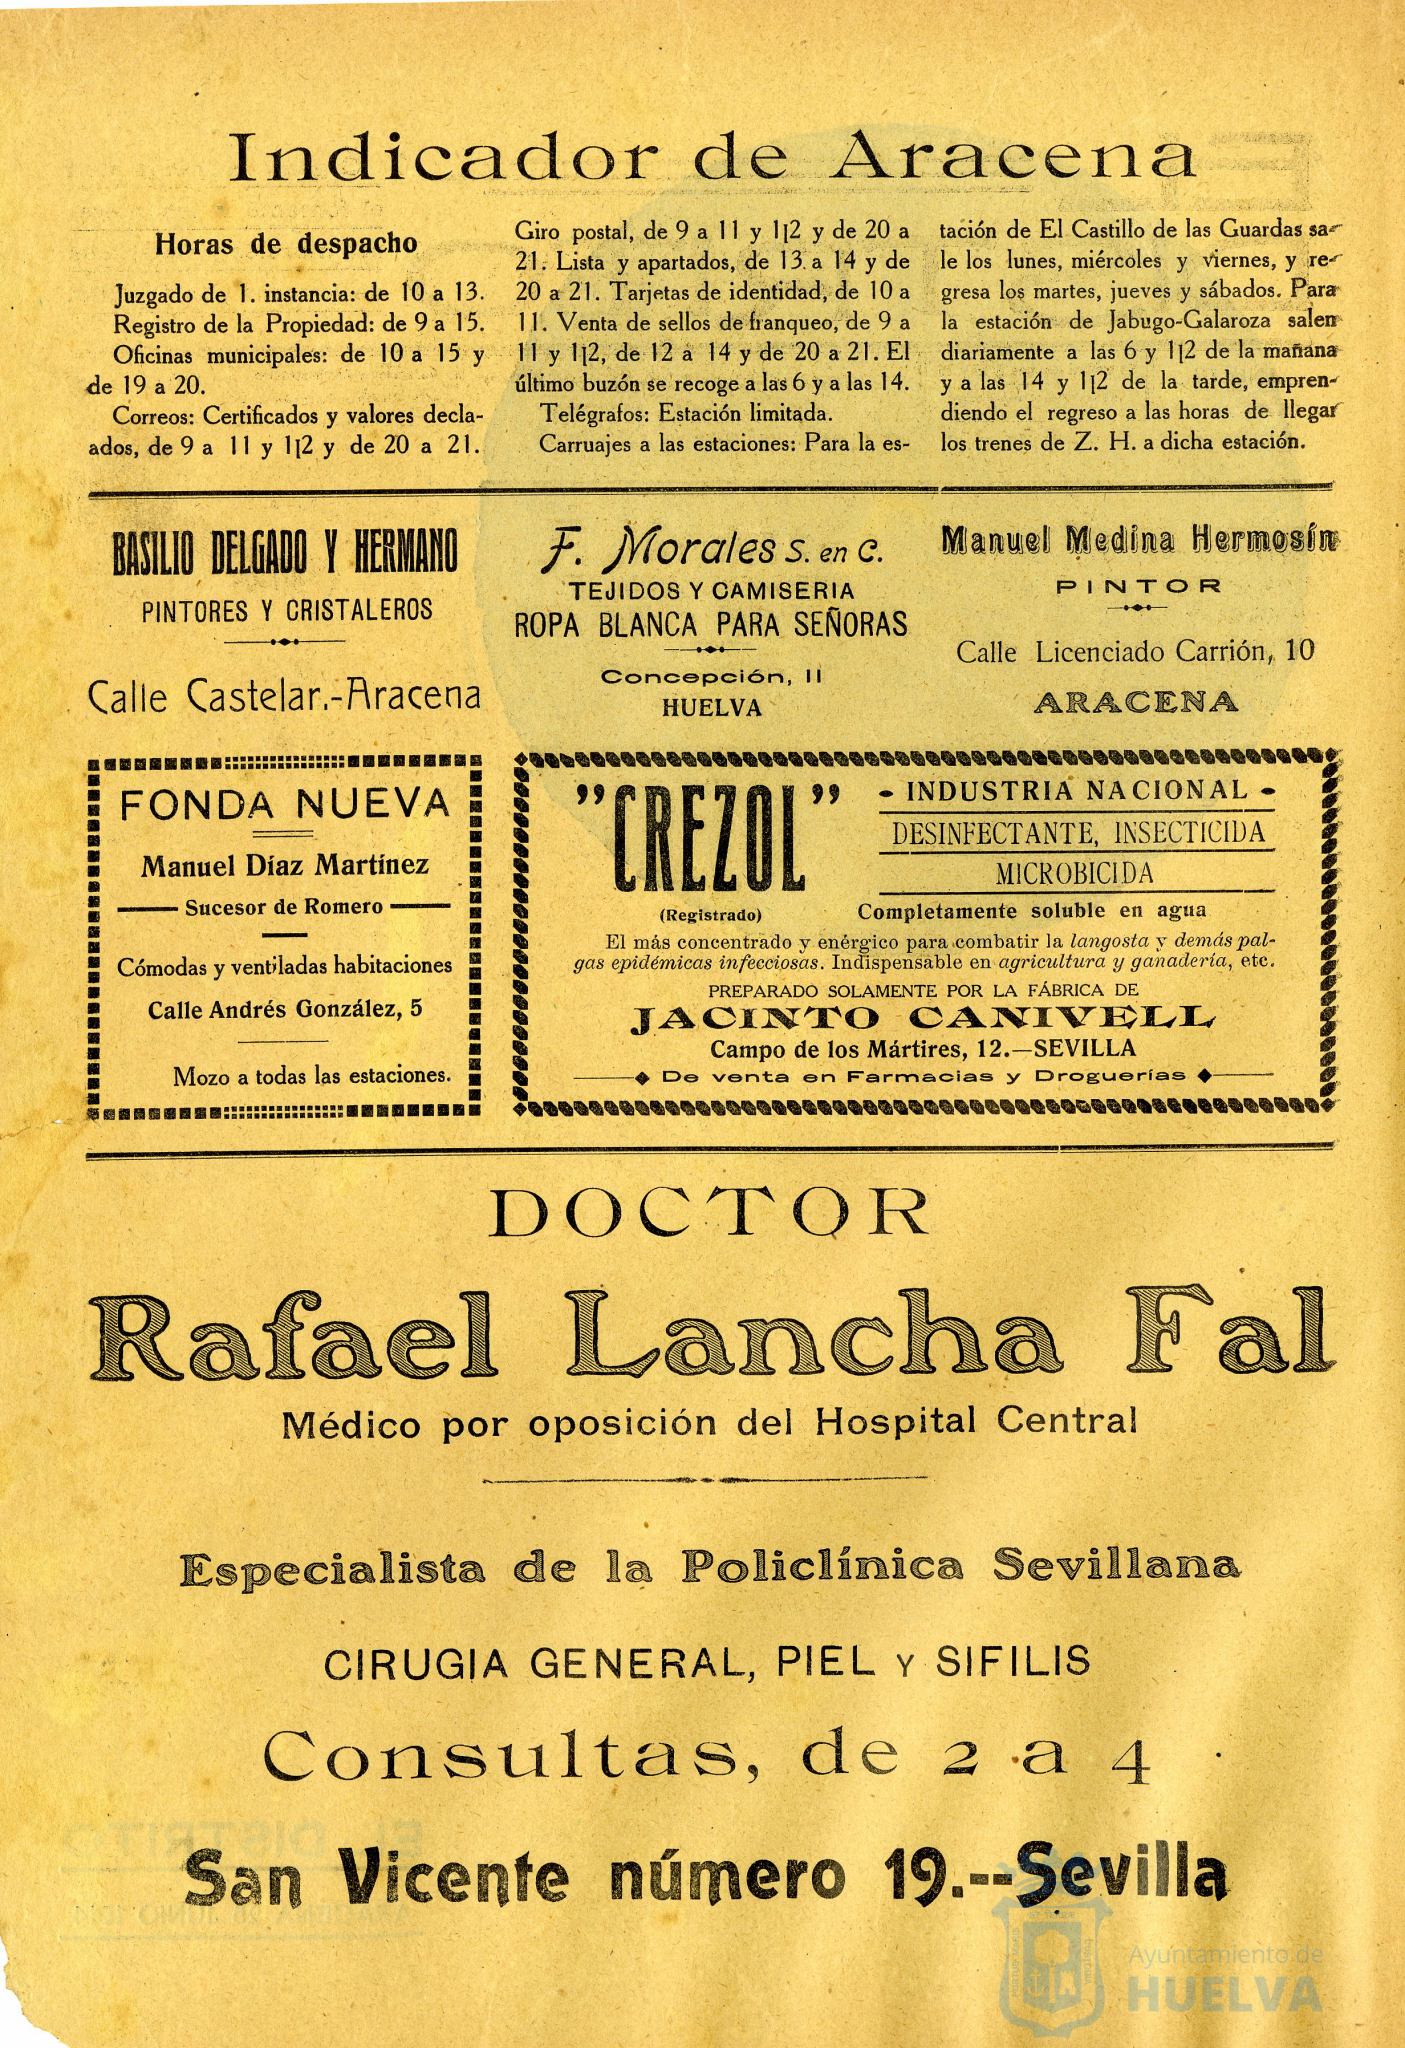 Indicador de Aracena
Horas de despacho
Juzgado de 1. instancia: de 10 a 13.
Registro de la Propiedad: de 9 a 15.
Oficinas municipales: de 10 a 15 y
de 19 a 20.
Correos: Certificados y valores decla-
ados, de 9 a 11 y 1¡2 y de 20 a 21.
Giro postal, de 9 a 11 y 1¡2 y de 20 a
21. Lista y apartados, de 13 a 14 y de
20 a 21. Tarjetas de identidad, de 10 a
11. Venta de sellos de franqueo, de 9 a
11 y 1¡2, de 12 a 14 y de 20 a 21. El
último buzón se recoge a las 6 y a las 14.
Telégrafos: Estación limitada.
Carruajes a las estaciones: Para la es-
tación de El Castillo de las Guardas sa-
le los lunes, miércoles y viernes, y re-
gresa los martes, jueves y sábados. Para
la estación de Jabugo-Galaroza salen
diariamente a las 6 y 1¡2 de la mañana
y a las 14 y 1¡2 de la tarde, empren-
diendo el regreso a las horas de llegar
los trenes de Z. H. a dicha estación.
BASILIO DELGADO Y HERMANO
PINTORES Y CRISTALEROS
Calle Castelar.-Aracena
F. Morales S. en C.
TEJIDOS Y CAMISERIA
ROPA BLANCA PARA SEÑORAS
Concepción, 11
HUELVA
Manuel Medina Hermosín
PINTOR
Calle Licenciado Carrión, 10
ARACENA
FONDA NUEVA
Manuel Díaz Martínez
Sucesor de Romero
Cómodas y ventiladas habitaciones
Calle Andrés González, 5
Mozo a todas las estaciones.
"CREZOL"
(Registrado)
- INDUSTRIA NACIONAL -
DESINFECTANTE, INSECTICIDA
MICROBICIDA
Completamente soluble en agua
El más concentrado y enérgico para combatir la langosta y demás pal-
gas epidémicas infecciosas. Indispensable en agricultura y ganadería, etc.
PREPARADO SOLAMENTE POR LA FÁBRICA DE
JACINTO CANIVELL
Campo de los Mártires, 12.—SEVILLA
De venta en Farmacias y Droguerías
DOCTOR
Rafael Lancha Fal
Médico por oposición del Hospital Central
Especialista de la Policlínica Sevillana
CIRUGIA GENERAL, PIEL Y SIFILIS
Consultas, de 2 a 4
San Vicente número 19.--Sevilla
Ayuntamiento de
HUELVA